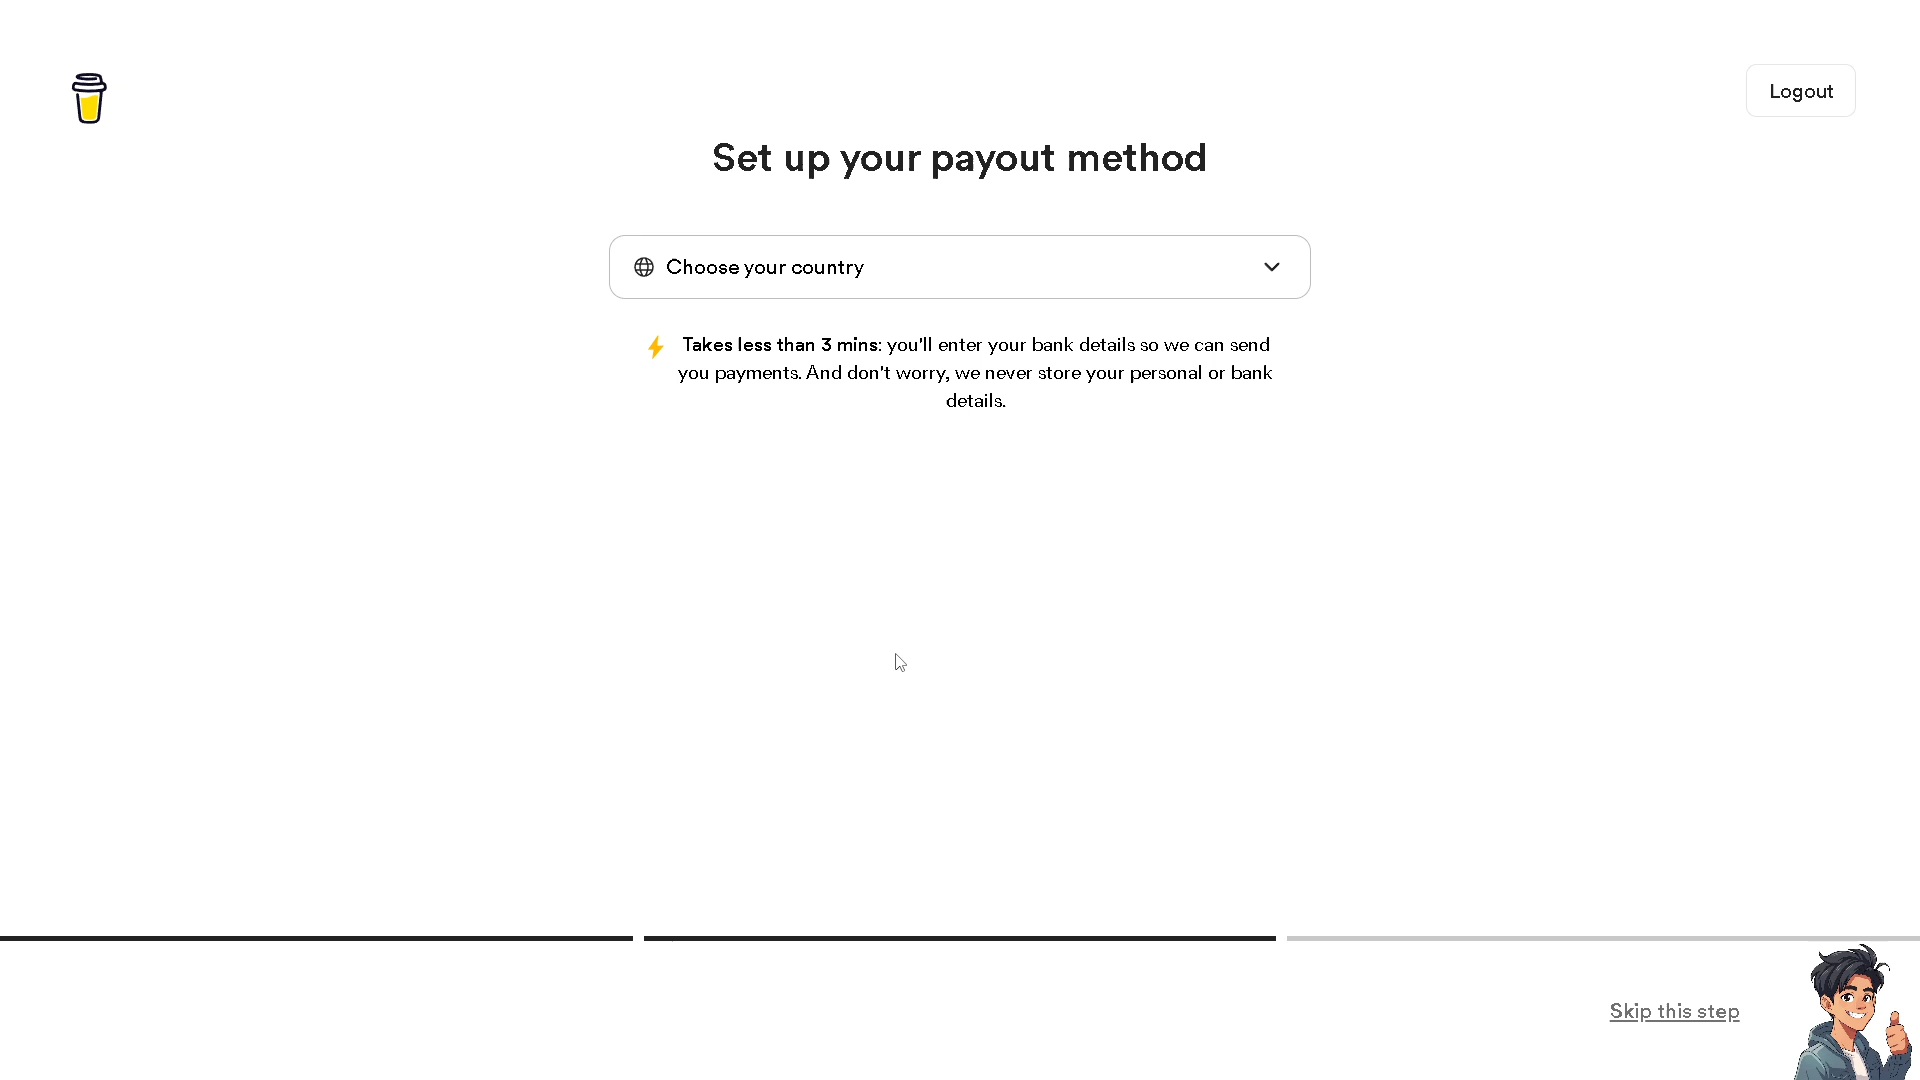 Logout
Set up your payout method
Choose your country
Takes less than 3 mins: you'll enter your bank details so we can send
you payments. And don't worry, we never store your personal or bank
details.
Skip this step